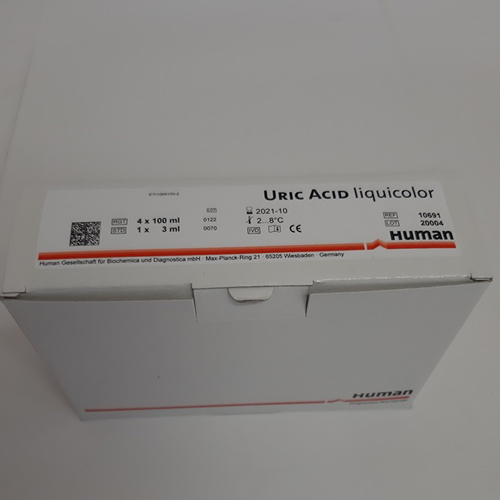 URIC ACID liquicolor
RGT 4 x 100 ml 0122
STD 1 x 3 ml 0070
2021-10
2...8°C
IVD CE
REF 10691
LOT 20004
Human
Human Gesellschaft für Biochemica und Diagnostica mbH · Max-Planck-Ring 21 · 65205 Wiesbaden · Germany
Human